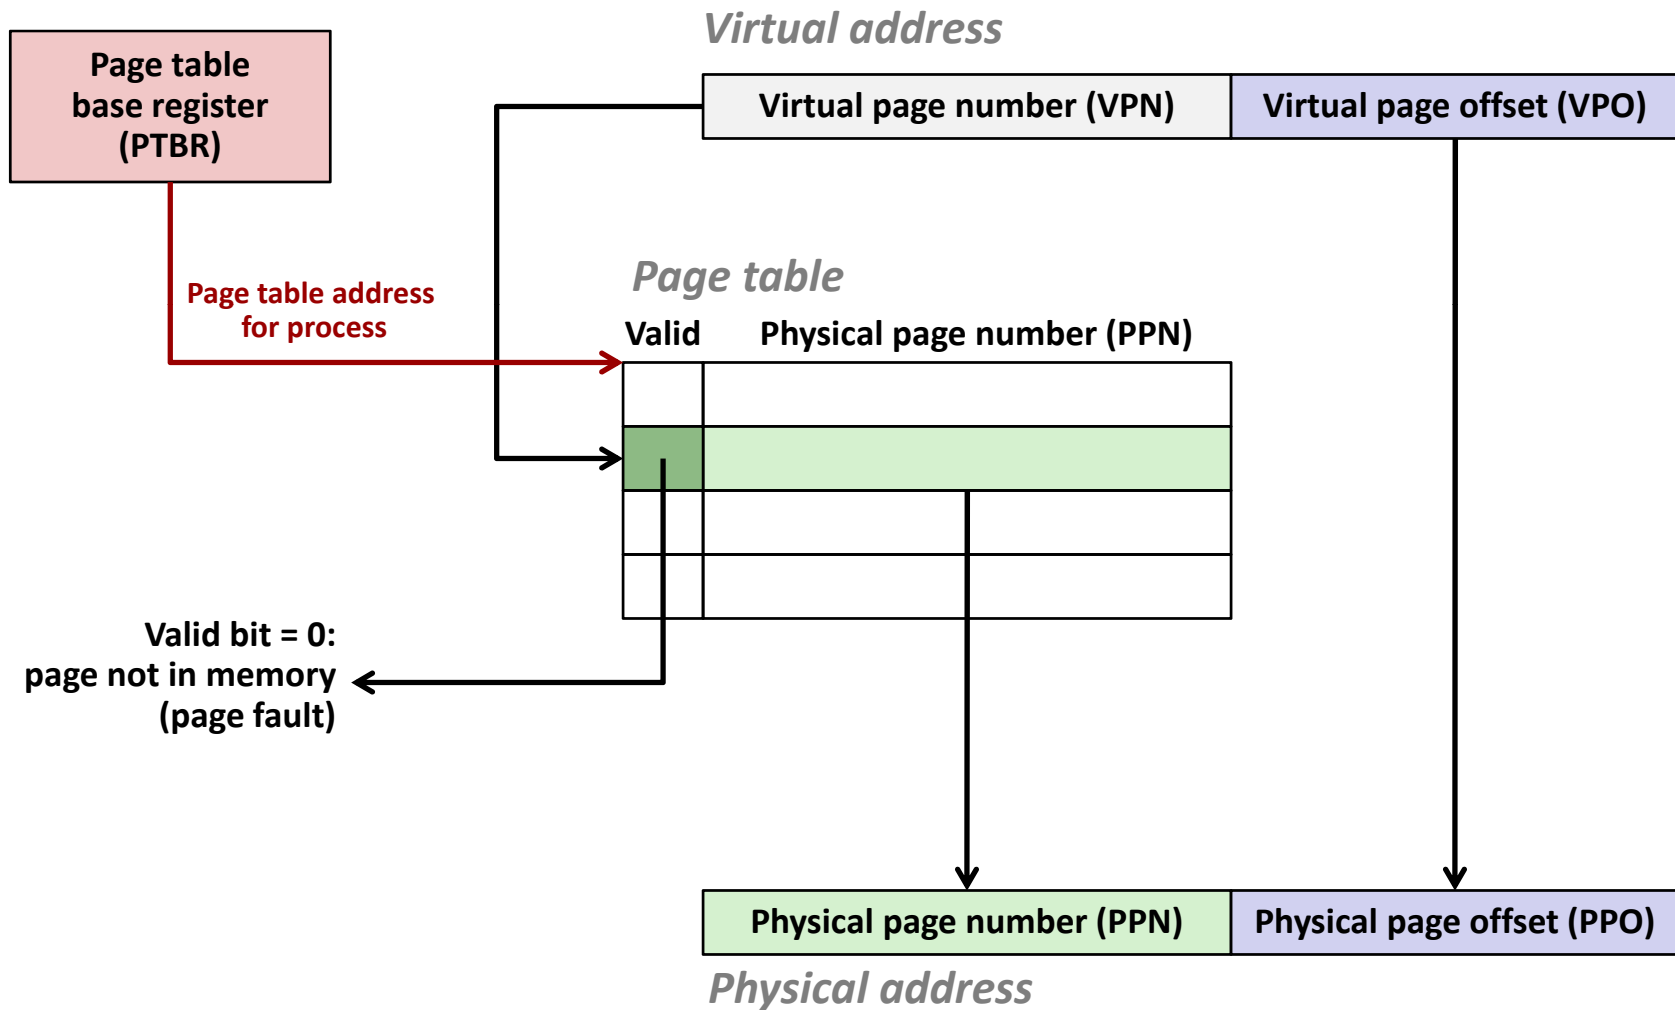 Virtual address
Page table
base register
(PTBR)
Virtual page number (VPN)
Virtual page offset (VPO)
Page table
Page table address
for process
Valid
Physical page number (PPN)
Valid bit = 0:
page not in memory
(page fault)
Physical page number (PPN)
Physical page offset (PPO)
Physical address